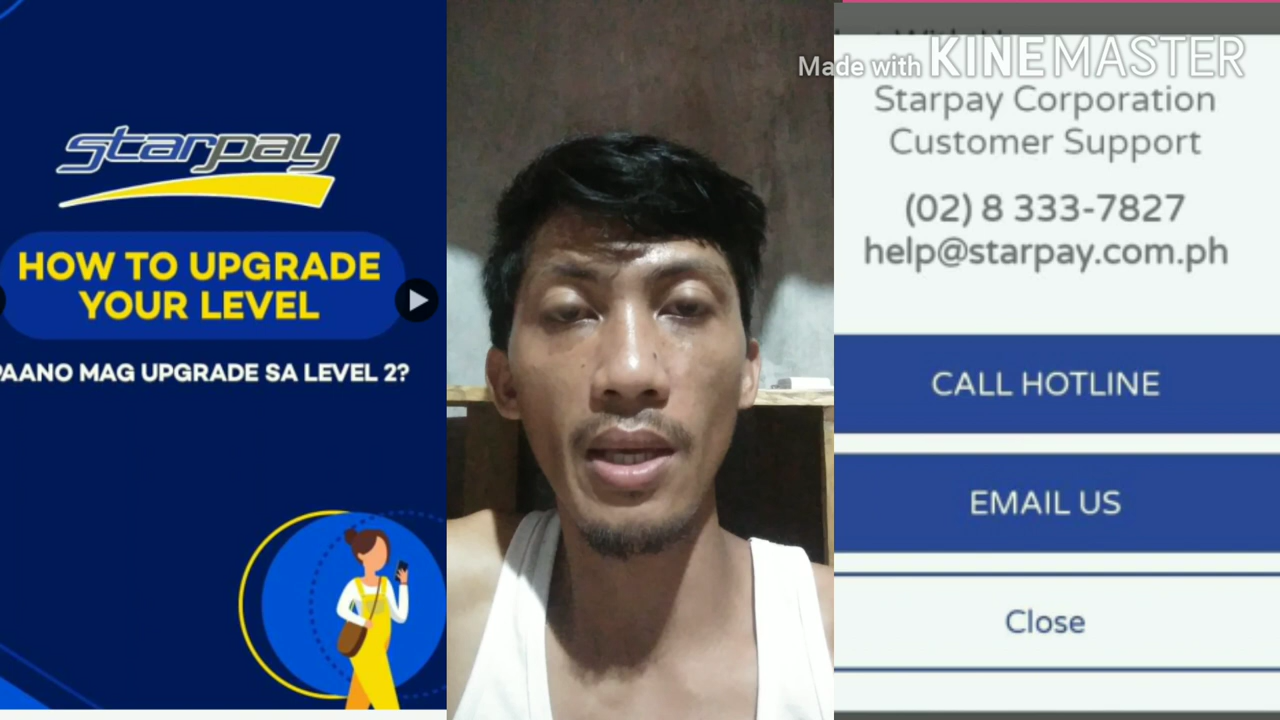 starpay
HOW TO UPGRADE
YOUR LEVEL
PAANO MAG UPGRADE SA LEVEL 2?
Made with KINEMASTER
Starpay Corporation
Customer Support
(02) 8 333-7827
help@starpay.com.ph
CALL HOTLINE
EMAIL US
Close